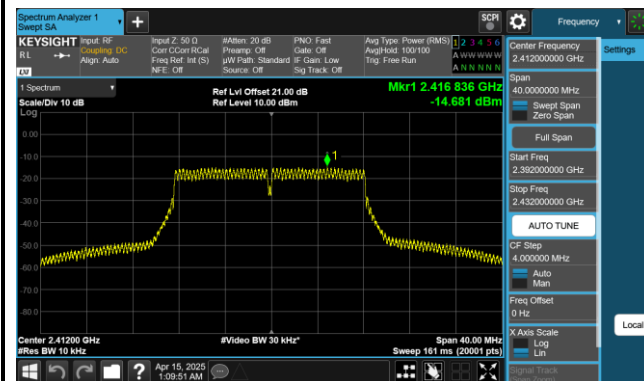 Spectrum Analyzer 1
Swept SA
SCPI
Frequency
KEYSIGHT
RL
LXI
Input: RF
Coupling: DC
Align: Auto
Input Z: 50 Ω
Corr CCorr RCal
Freq Ref: Int (S)
NFE: Off
#Atten: 20 dB
Preamp: Off
µW Path: Standard
Source: Off
PNO: Fast
Gate: Off
IF Gain: Low
Sig Track: Off
Avg Type: Power (RMS)
Avg|Hold: 100/100
Trig: Free Run
1 2 3 4 5 6
A W W W W W
A N N N N N
1 Spectrum
Scale/Div 10 dB
Log
Ref Lvl Offset 21.00 dB
Ref Level 10.00 dBm
Mkr1 2.416 836 GHz
-14.681 dBm
0.00
-10.0
-20.0
-30.0
-40.0
-50.0
-60.0
-70.0
-80.0
1
Center 2.41200 GHz
#Res BW 10 kHz
#Video BW 30 kHz*
Span 40.00 MHz
Sweep 161 ms (20001 pts)
?
Apr 15, 2025
1:09:51 AM
Center Frequency
2.412000000 GHz
Span
40.0000000 MHz
Swept Span
Zero Span
Full Span
Start Freq
2.392000000 GHz
Stop Freq
2.432000000 GHz
AUTO TUNE
CF Step
4.000000 MHz
Auto
Man
Freq Offset
0 Hz
X Axis Scale
Log
Lin
Signal Track
Settings
Local